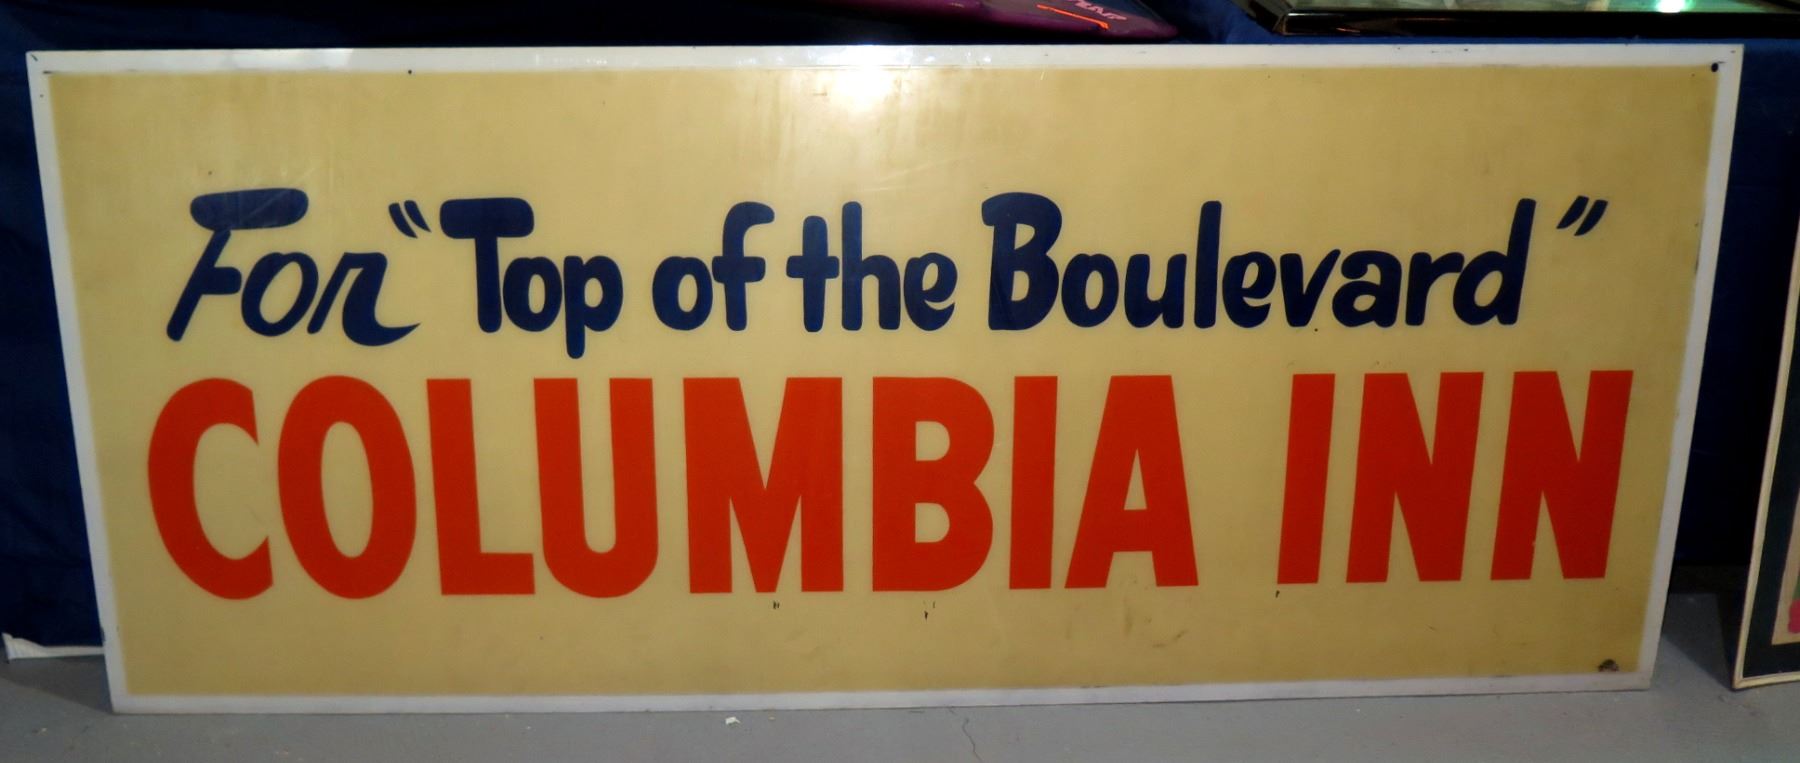 For "Top of the Boulevard"
COLUMBIA INN